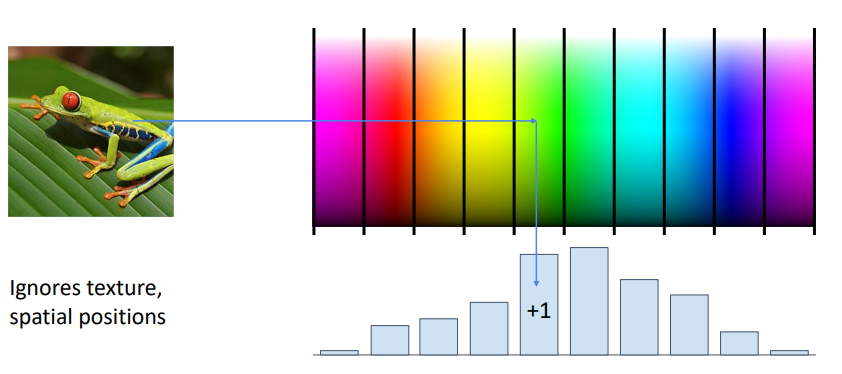 Ignores texture,
spatial positions
+1